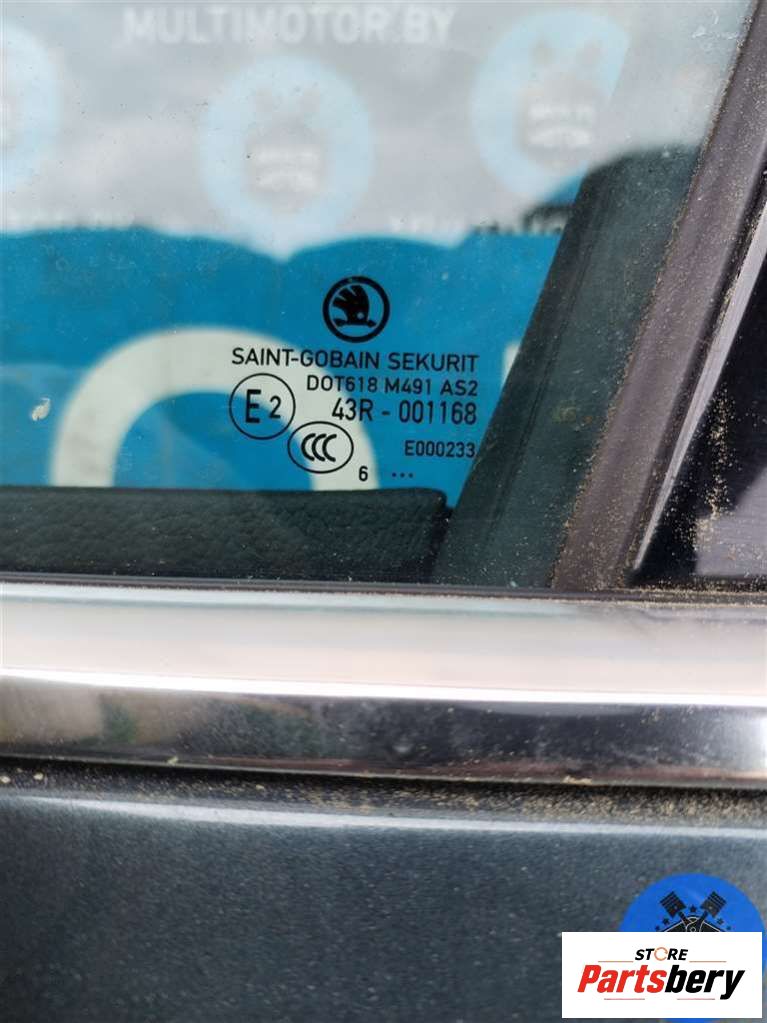 MULTIMOTOR.BY
SAINT-GOBAIN SEKURIT
DOT618 M491 AS2
E2
43R - 001168
CCC
E000233
6 ...
STORE
Partsbery